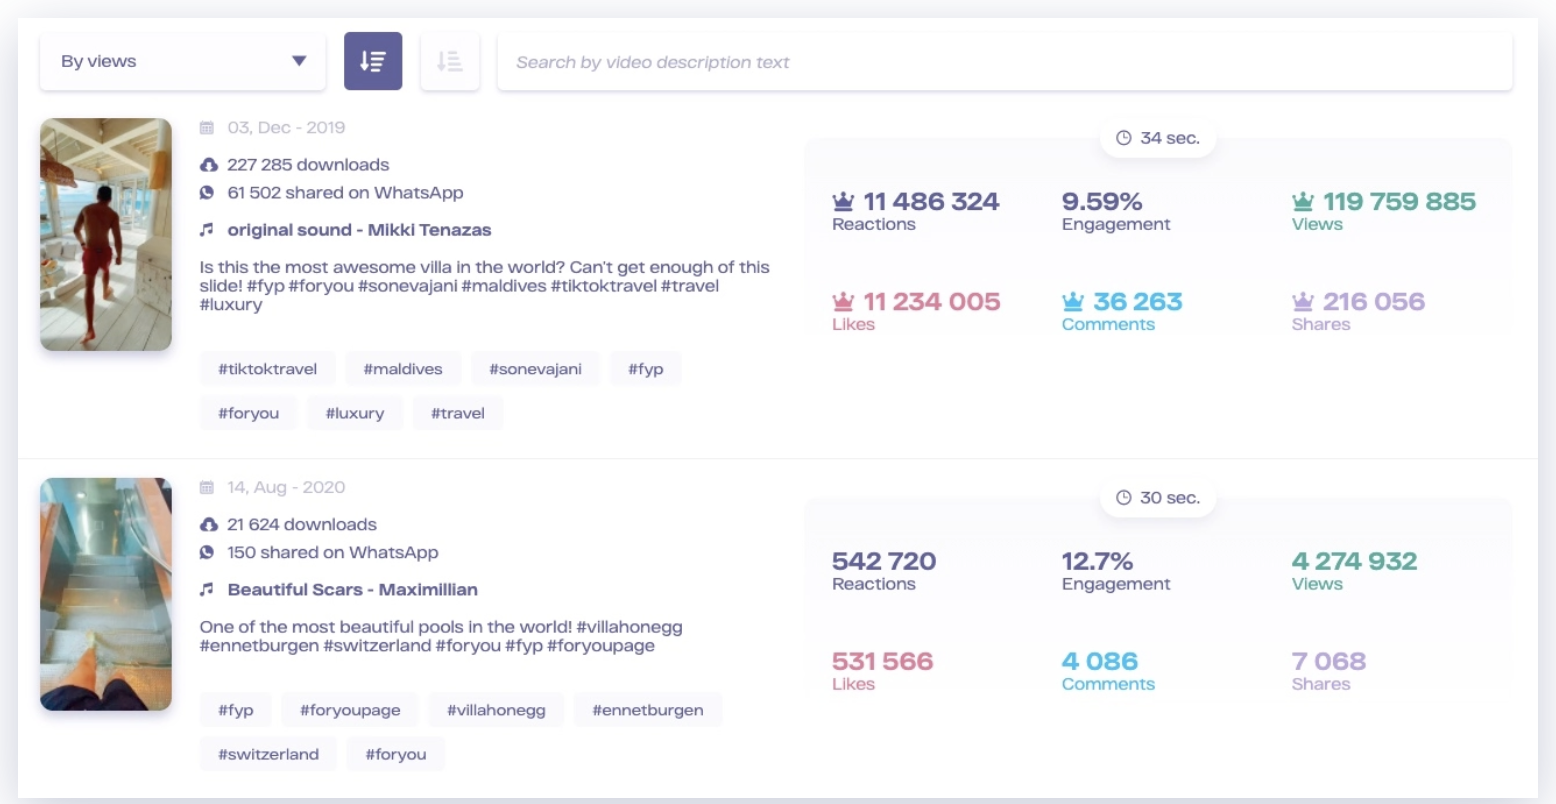 By views
Search by video description text
03, Dec - 2019
227 285 downloads
61 502 shared on WhatsApp
original sound - Mikki Tenazas
Is this the most awesome villa in the world? Can't get enough of this
slide! #fyp #foryou #sonevajani #maldives #tiktoktravel #travel
#luxury
#tiktoktravel #maldives #sonevajani #fyp
#foryou #luxury #travel
34 sec.
11 486 324 9.59% 119 759 885
Reactions Engagement Views
11 234 005 36 263 216 056
Likes Comments Shares
14, Aug - 2020
21 624 downloads
150 shared on WhatsApp
Beautiful Scars - Maximillian
One of the most beautiful pools in the world! #villahonegg
#ennetburgen #switzerland #foryou #fyp #foryoupage
#fyp #foryoupage #villahonegg #ennetburgen
#switzerland #foryou
30 sec.
542 720 12.7% 4 274 932
Reactions Engagement Views
531 566 4 086 7 068
Likes Comments Shares